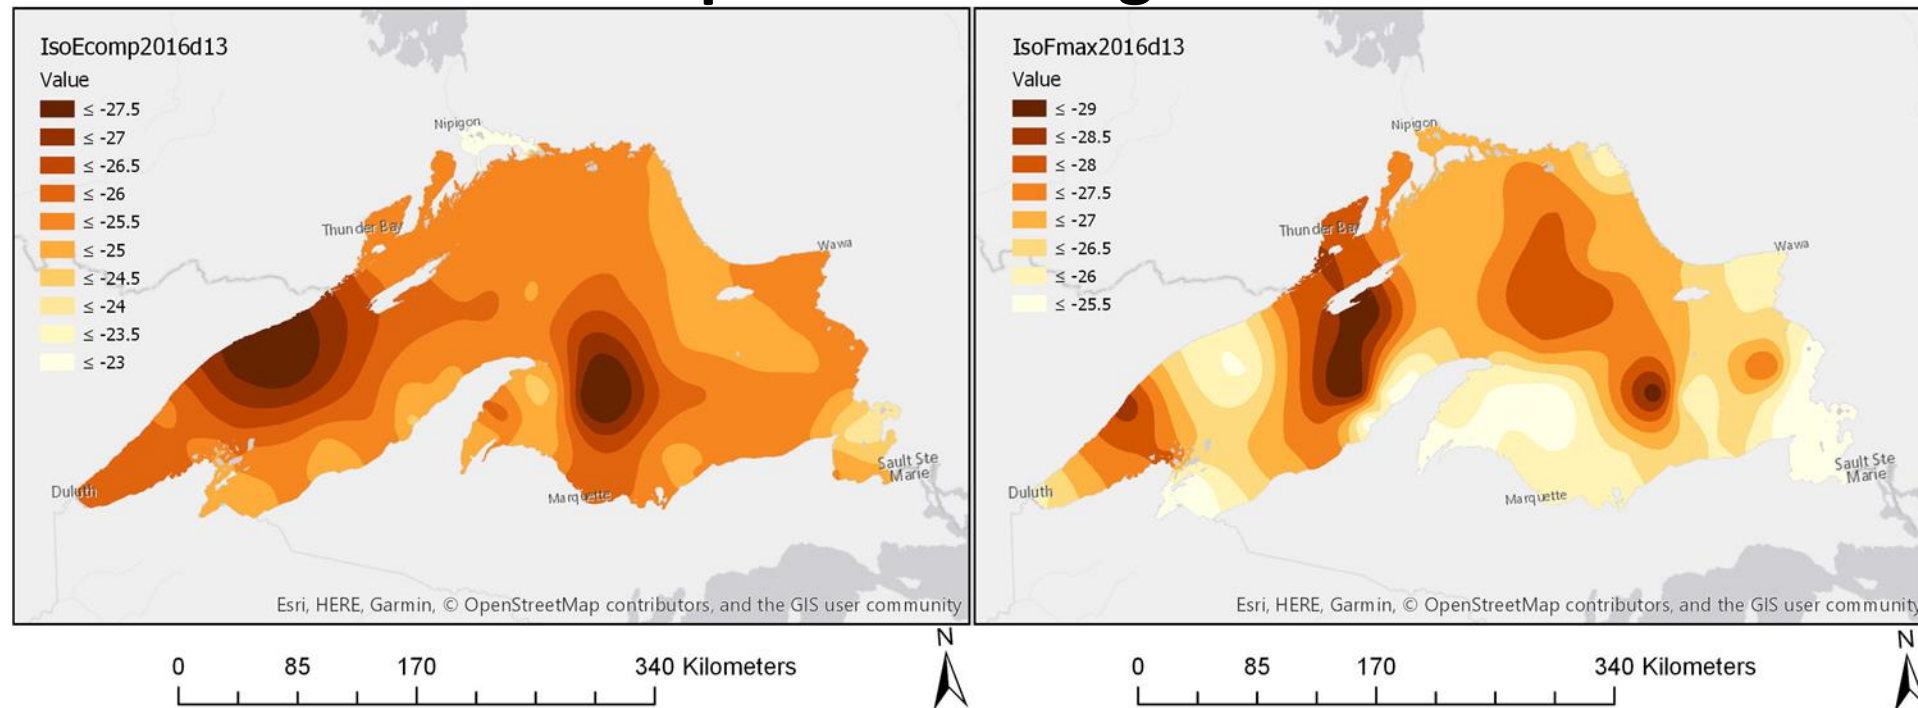 IsoEcomp2016d13
Value
≤ -27.5
≤ -27
≤ -26.5
≤ -26
≤ -25.5
≤ -25
≤ -24.5
≤ -24
≤ -23.5
≤ -23
Nipigon
Thunder Bay
Wawa
Duluth
Marquette
Sault Ste
Marie
Esri, HERE, Garmin, © OpenStreetMap contributors, and the GIS user community
N
0 85 170 340 Kilometers
IsoFmax2016d13
Value
≤ -29
≤ -28.5
≤ -28
≤ -27.5
≤ -27
≤ -26.5
≤ -26
≤ -25.5
Nipigon
Thunder Bay
Wawa
Duluth
Marquette
Sault Ste
Marie
Esri, HERE, Garmin, © OpenStreetMap contributors, and the GIS user community
N
0 85 170 340 Kilometers